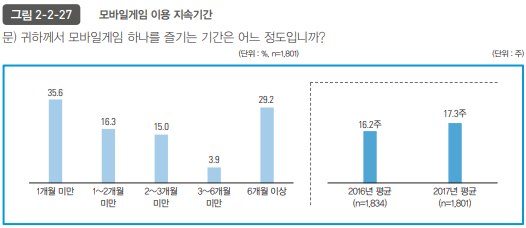 그림 2-2-27 모바일게임 이용 지속기간
문) 귀하께서 모바일게임 하나를 즐기는 기간은 어느 정도입니까?
(단위 : %, n=1,801) (단위 : 주)
35.6
16.3
15.0
3.9
29.2
1개월 미만
1~2개월
미만
2~3개월
미만
3~6개월
미만
6개월 이상
16.2주
17.3주
2016년 평균
(n=1,834)
2017년 평균
(n=1,801)